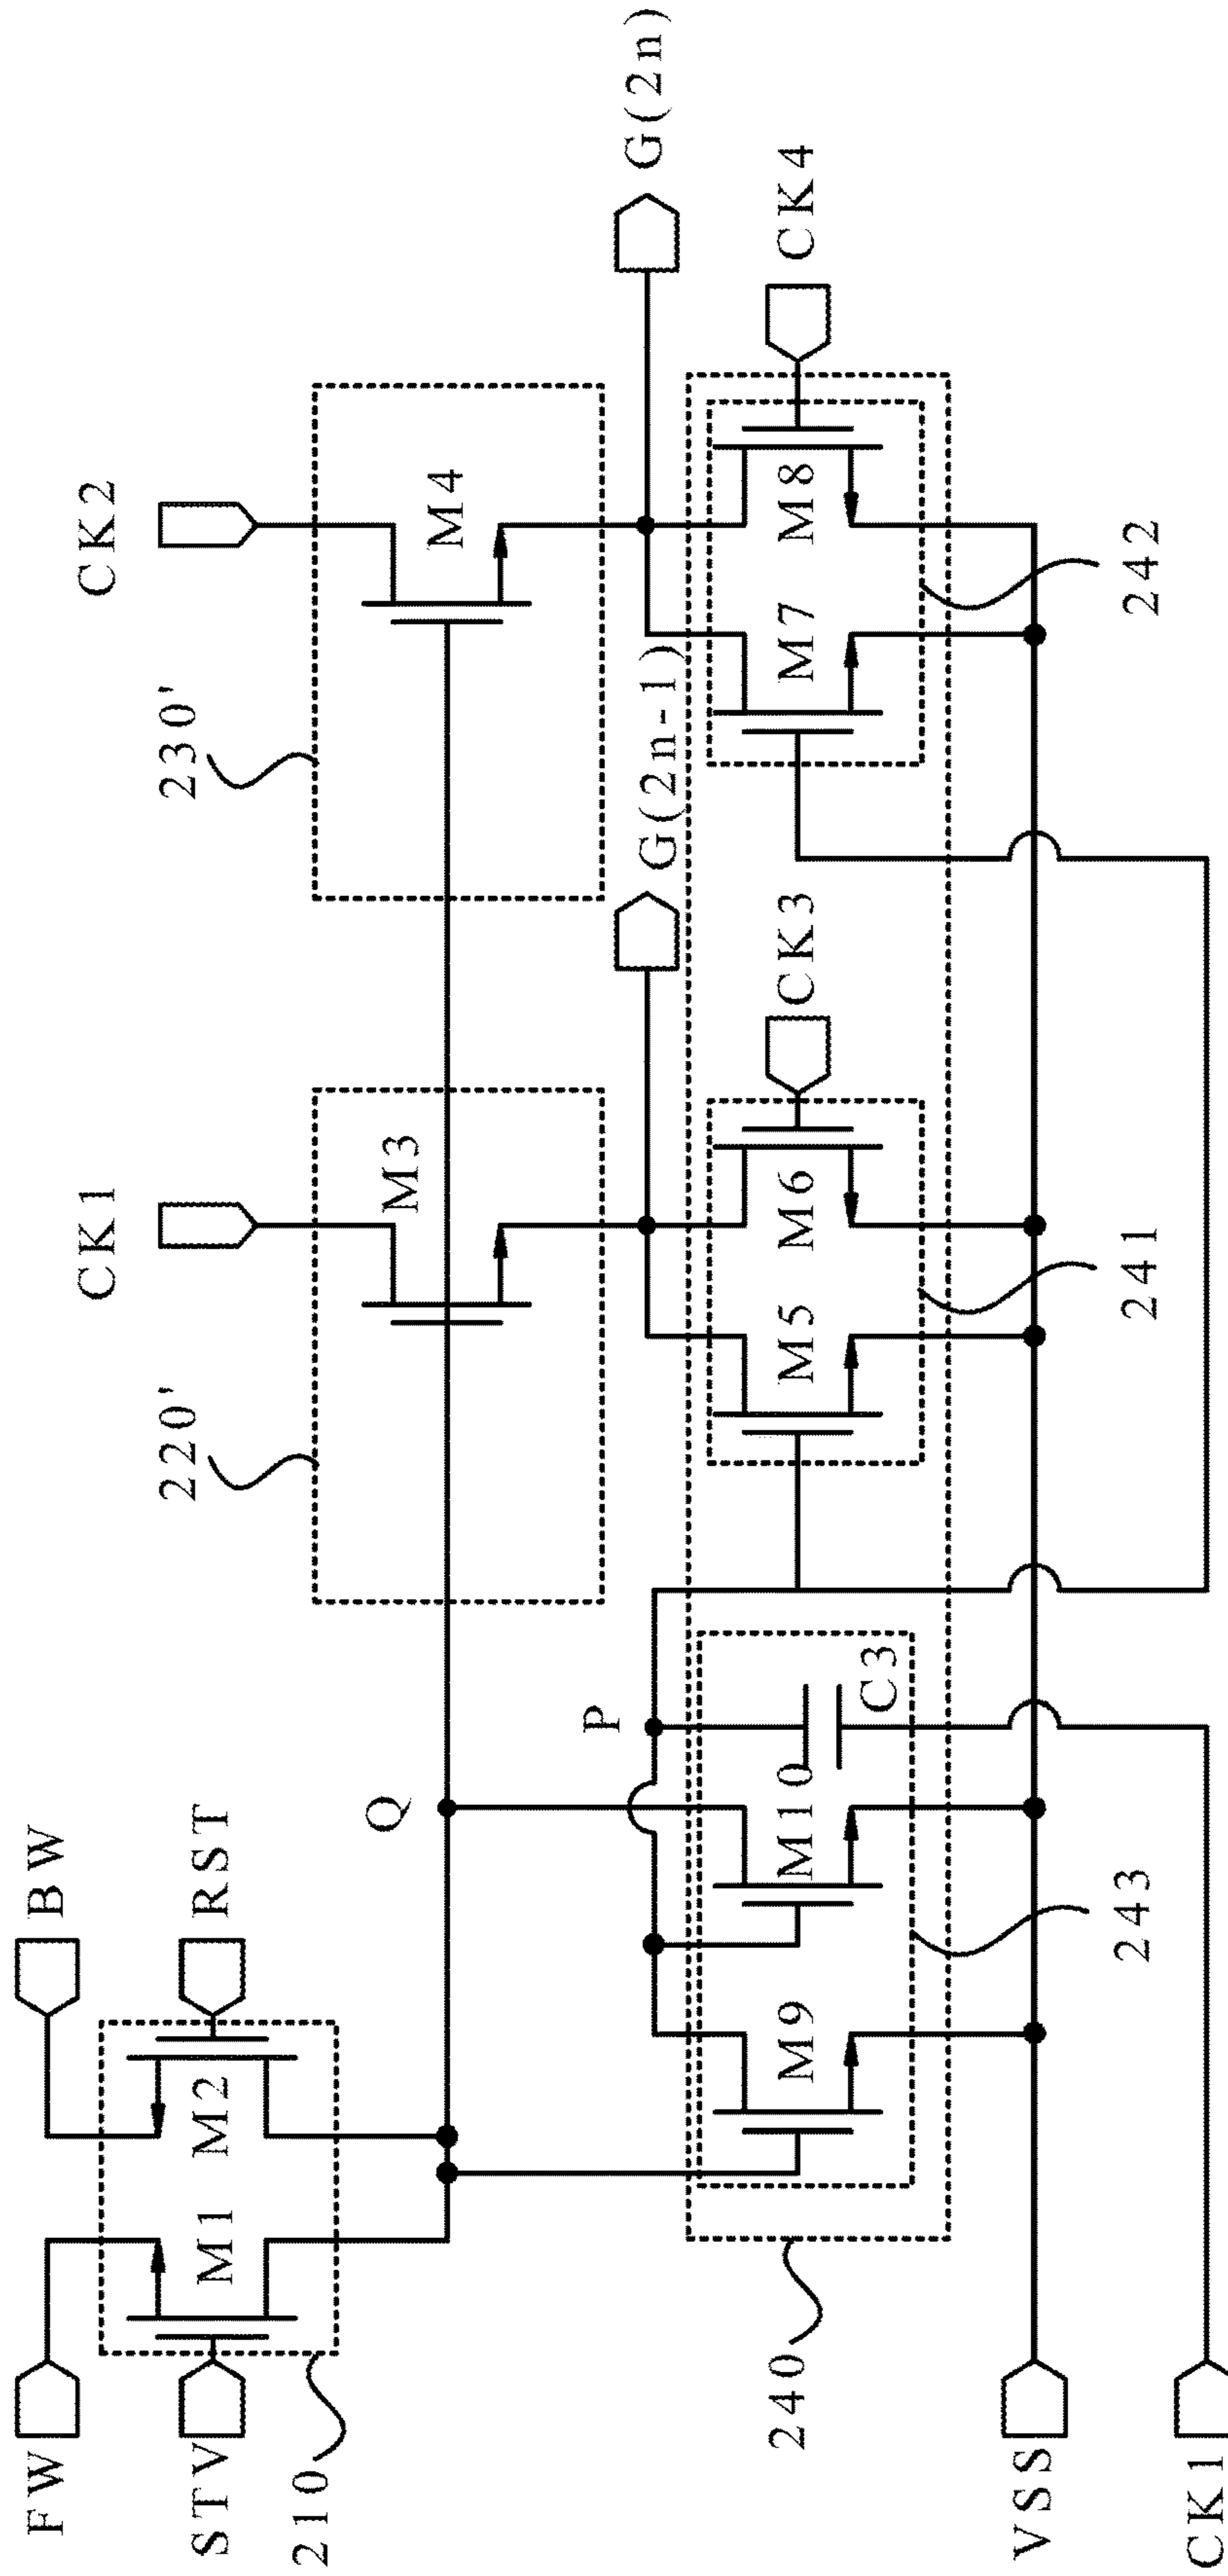 FW
BW
STV
M1
M2
RST
210
Q
220'
CK1
M3
230'
CK2
M4
P
G(2n-1)
G(2n)
240
M9
M10
C3
M5
M6
CK3
M7
M8
CK4
243
241
242
VSS
CK1